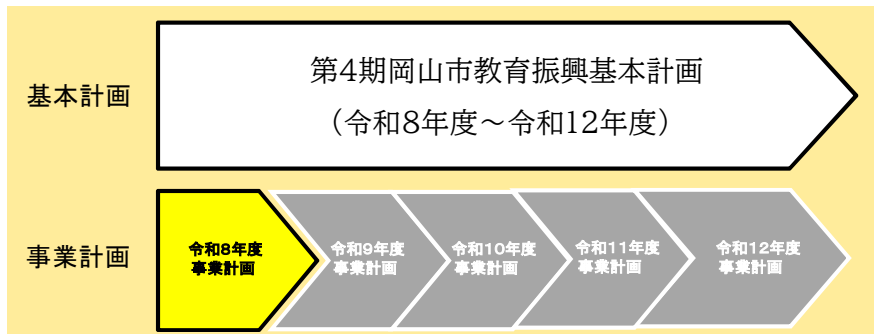 基本計画
第4期岡山市教育振興基本計画
（令和8年度～令和12年度）
事業計画
令和8年度
事業計画
令和9年度
事業計画
令和10年度
事業計画
令和11年度
事業計画
令和12年度
事業計画